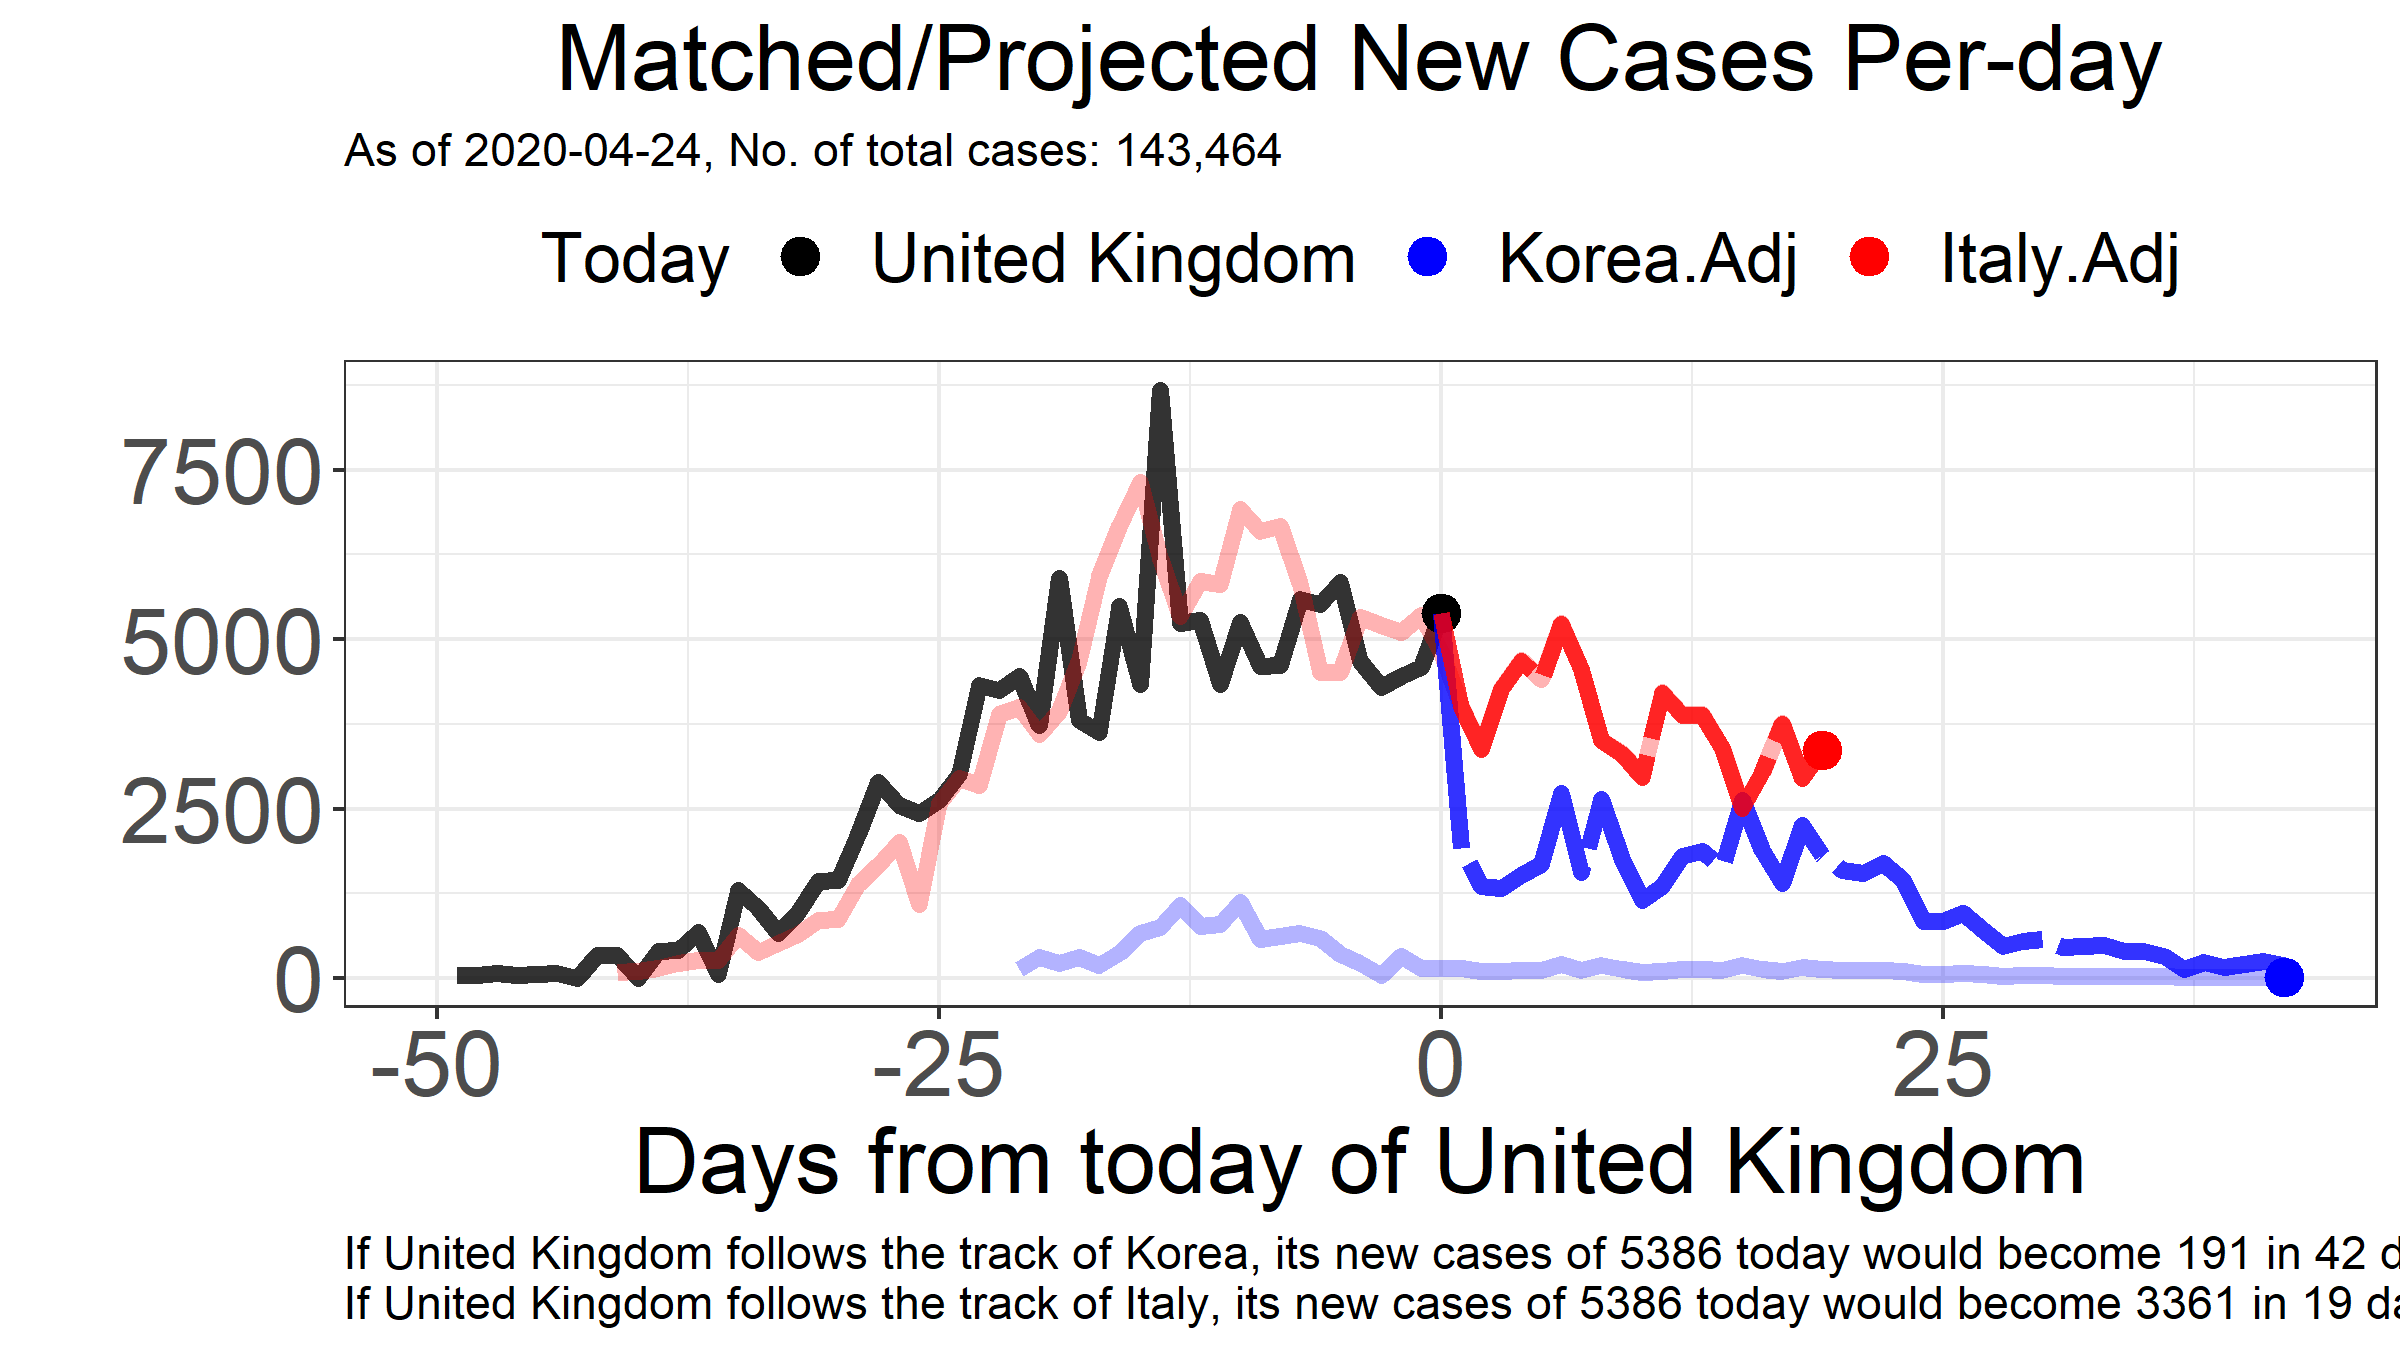 Matched/Projected New Cases Per-day
As of 2020-04-24, No. of total cases: 143,464
Today United Kingdom Korea.Adj Italy.Adj
7500
5000
2500
0
-50 -25 0 25
Days from today of United Kingdom
If United Kingdom follows the track of Korea, its new cases of 5386 today would become 191 in 42
If United Kingdom follows the track of Italy, its new cases of 5386 today would become 3361 in 19